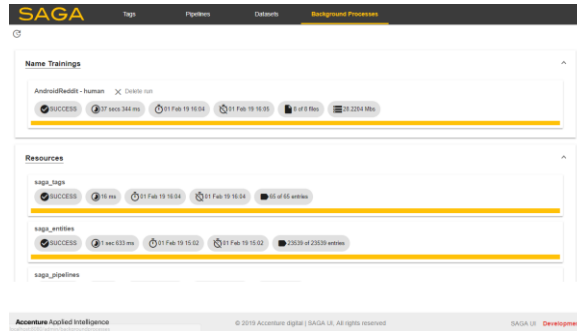 SAGA Tags Pipelines Datasets Background Processes
Name Trainings
AndroidReddit - human Delete run
SUCCESS 37 secs 344 ms 01 Feb 19 16:04 01 Feb 19 16:05 6 of 6 files 20.2294 Mbs
Resources
saga_tags
SUCCESS 16 ms 01 Feb 19 16:04 01 Feb 19 16:04 65 of 65 entries
saga_entities
SUCCESS 1 sec 633 ms 01 Feb 19 15:02 01 Feb 19 15:02 23539 of 23539 entries
saga_pipelines
Accenture Applied Intelligence © 2019 Accenture digital | SAGA UI, All rights reserved SAGA UI Developmen